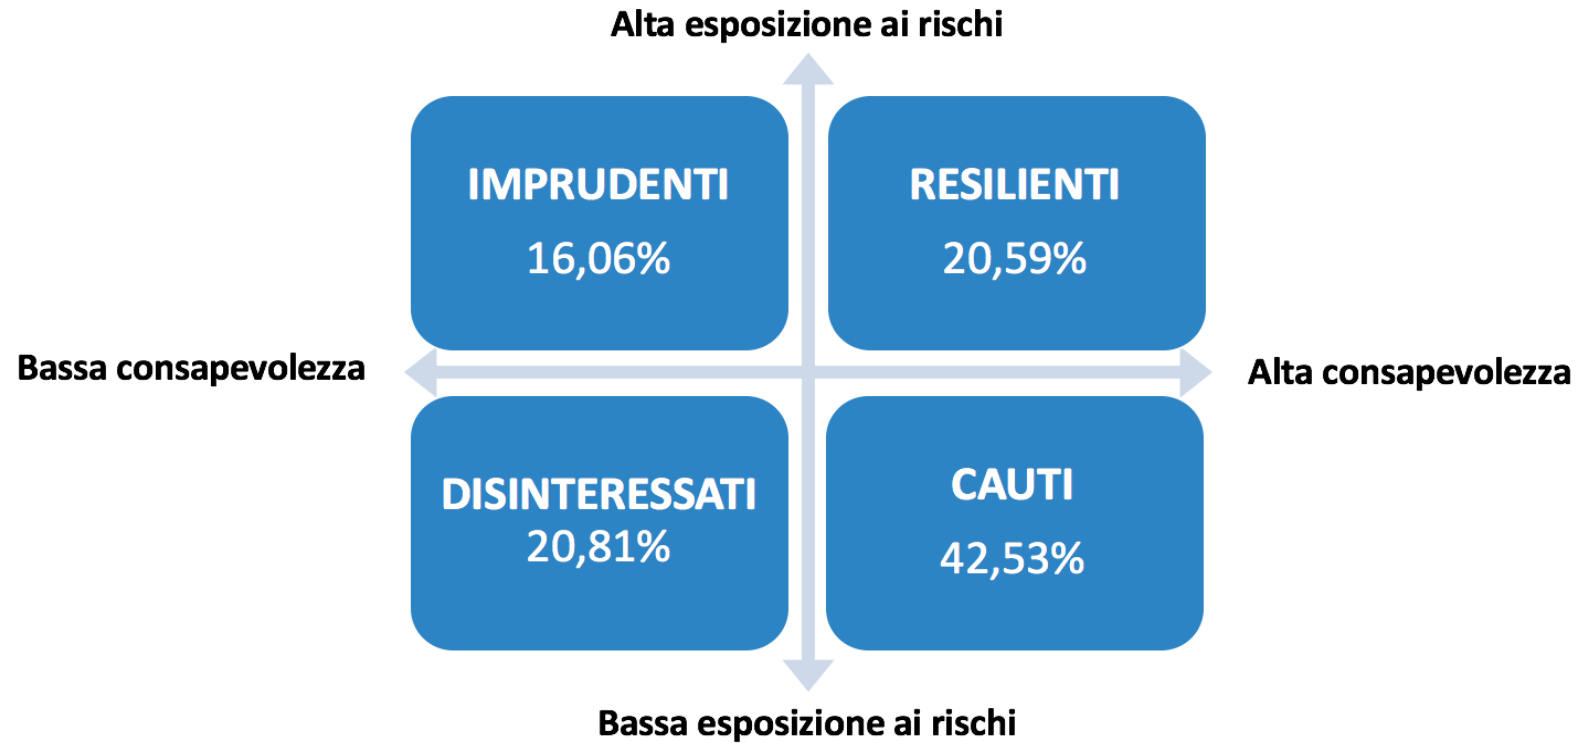 Alta esposizione ai rischi
IMPRUDENTI
16,06%
RESILIENTI
20,59%
Bassa consapevolezza
Alta consapevolezza
DISINTERESSATI
20,81%
CAUTI
42,53%
Bassa esposizione ai rischi